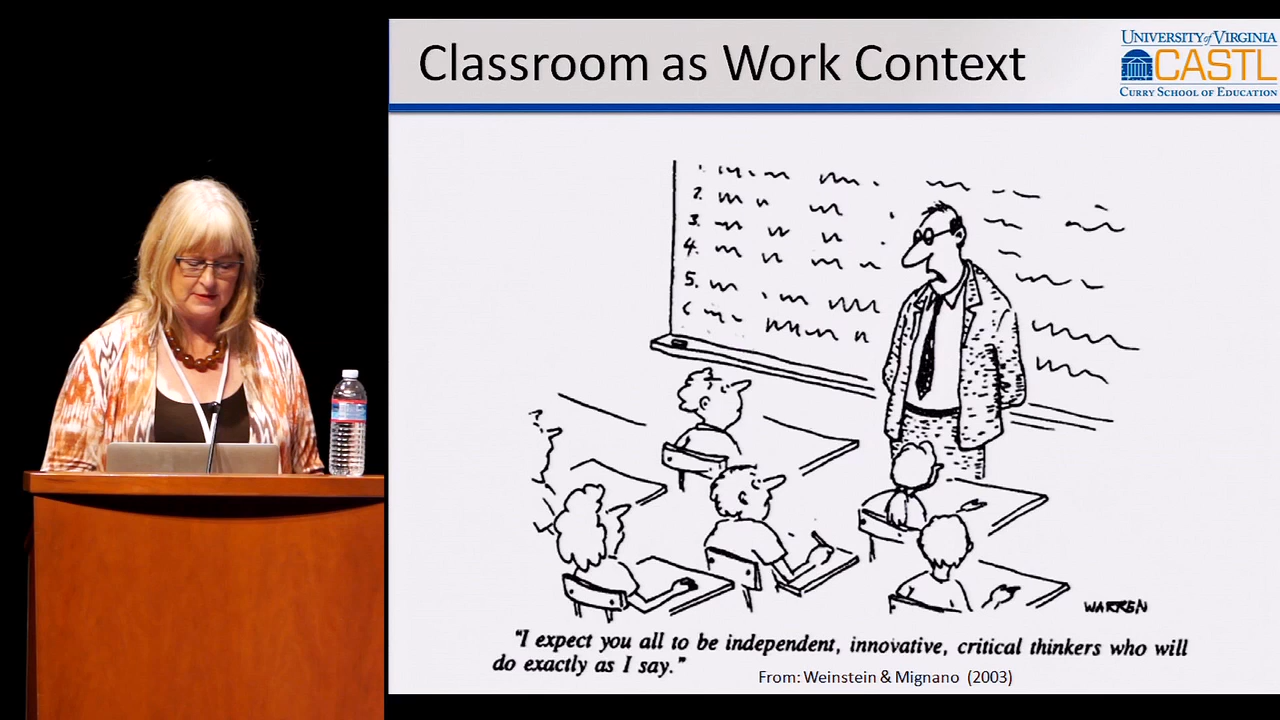 Classroom as Work Context
UNIVERSITY of VIRGINIA
CASTL
CURRY SCHOOL OF EDUCATION
1.
2.
3.
4.
5.
WARREN
"I expect you all to be independent, innovative, critical thinkers who will
do exactly as I say."
From: Weinstein & Mignano (2003)